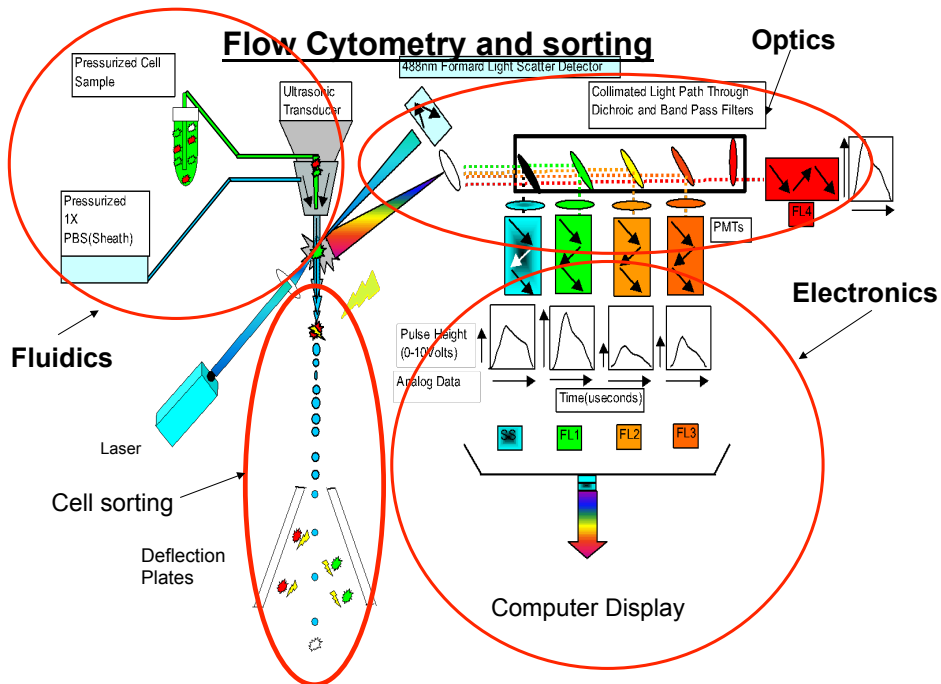 Flow Cytometry and sorting
Optics
Pressurized Cell
Sample
Ultrasonic
Transducer
488nm Forward Light Scatter Detector
Collimated Light Path Through
Dichroic and Band Pass Filters
Pressurized
1X
PBS(Sheath)
FL4
PMTs
Fluidics
Electronics
Pulse Height
(0-10Volts)
Analog Data
Time(useconds)
Laser
SS
FL1
FL2
FL3
Cell sorting
Deflection
Plates
Computer Display